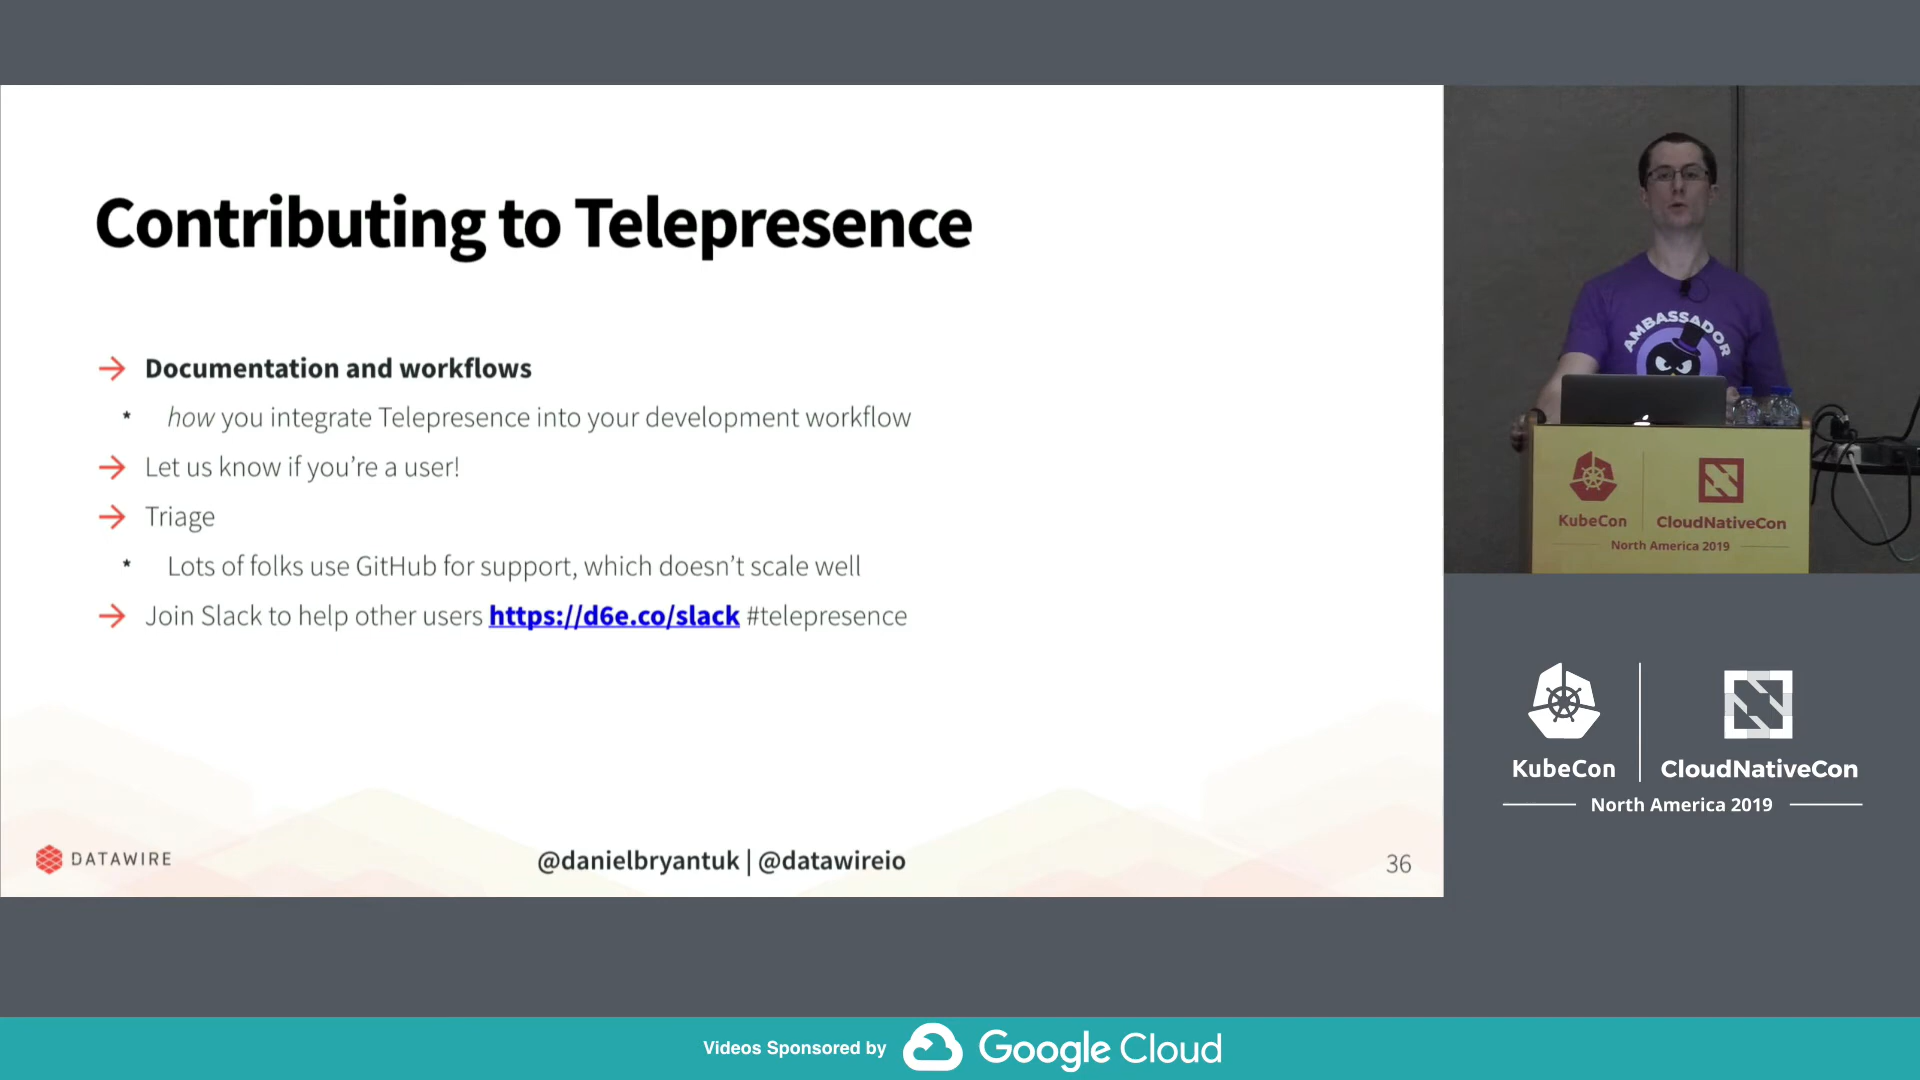 Contributing to Telepresence
→ Documentation and workflows
* how you integrate Telepresence into your development workflow
→ Let us know if you’re a user!
→ Triage
* Lots of folks use GitHub for support, which doesn’t scale well
→ Join Slack to help other users https://d6e.co/slack #telepresence
DATAWIRE
@danielbryantuk | @datawireio
36
AMBASSADOR
KubeCon
CloudNativeCon
North America 2019
KubeCon
CloudNativeCon
North America 2019
Videos Sponsored by
Google Cloud